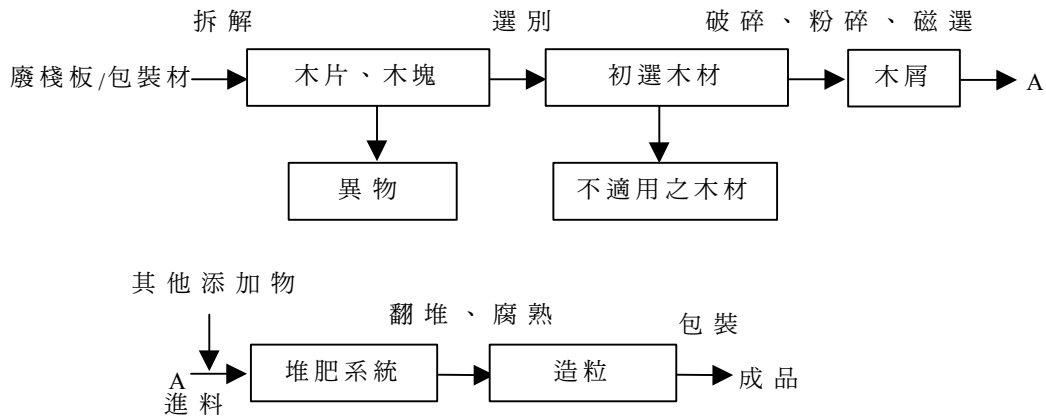 拆解 選別 破碎、粉碎、磁選
廢棧板/包裝材 木片、木塊 初選木材 木屑 A
異物 不適用之木材
其他添加物
翻堆、腐熟 包裝
A 堆肥系統 造粒 成品
進料